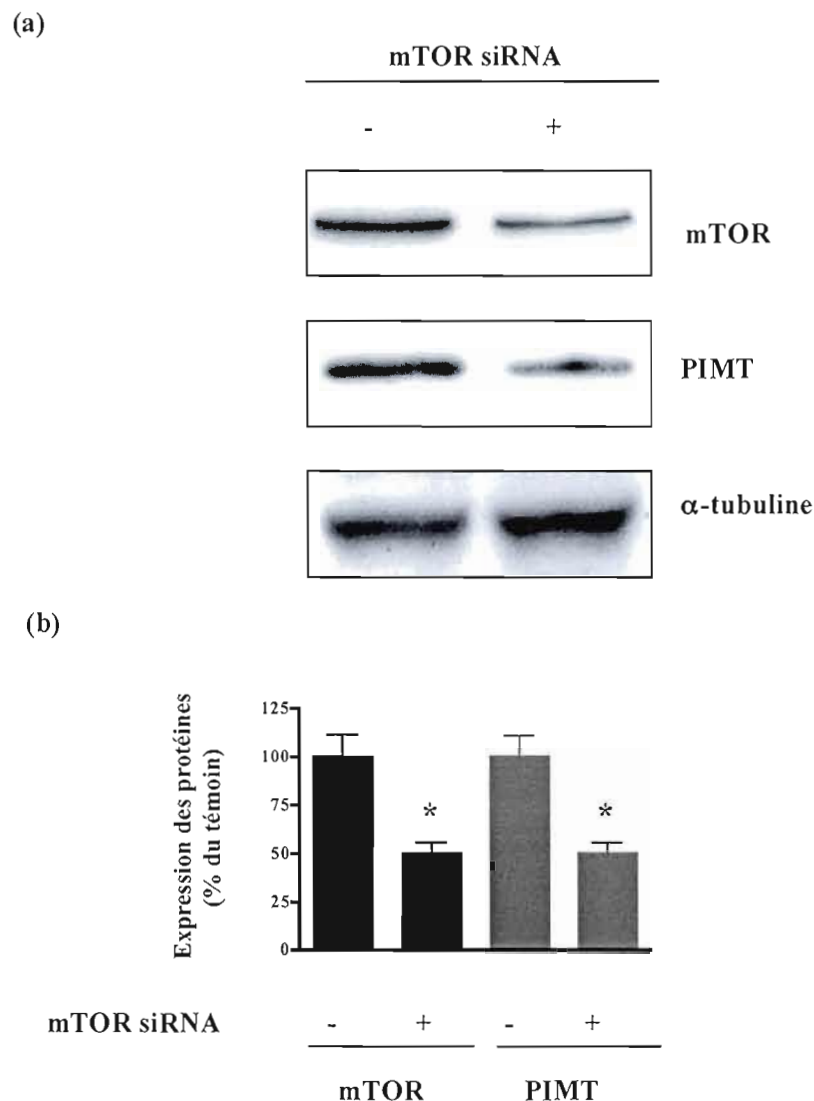 (a)
mTOR siRNA
- +
mTOR
PIMT
α-tubuline
(b)
Expression des protéines
(% du témoin)
125
100
75
50
25
0
* *
mTOR siRNA - + - +
mTOR PIMT